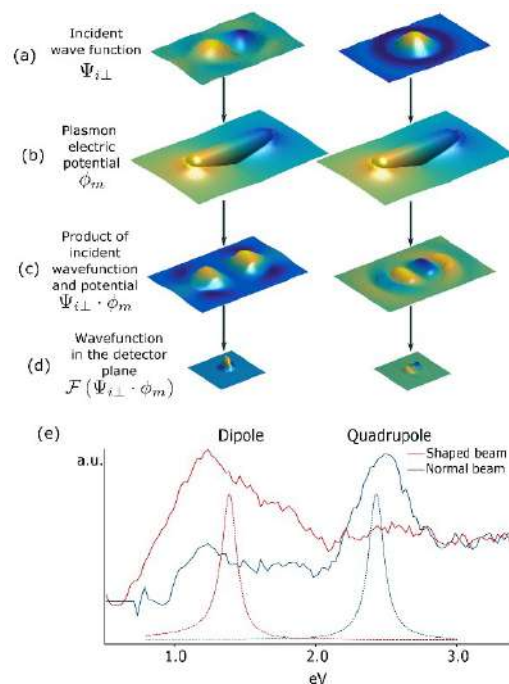 (a)
Incident
wave function
Ψi⊥
(b)
Plasmon
electric
potential
ϕm
(c)
Product of
incident
wavefunction
and potential
Ψi⊥ · ϕm
(d)
Wavefunction
in the detector
plane
ℱ (Ψi⊥ · ϕm)
(e)
Dipole
Quadrupole
a.u.
Shaped beam
Normal beam
1.0
2.0
3.0
eV